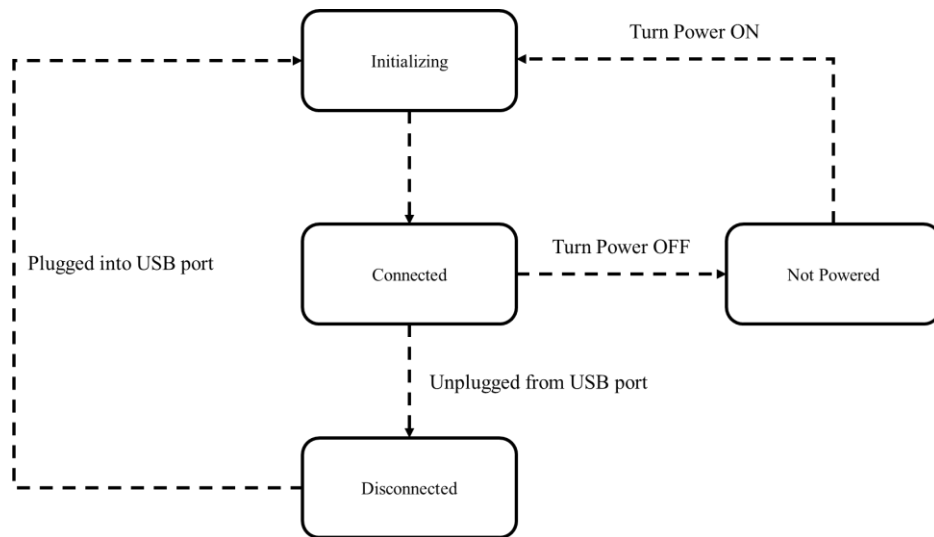 Turn Power ON
Initializing
Plugged into USB port
Connected
Turn Power OFF
Not Powered
Unplugged from USB port
Disconnected